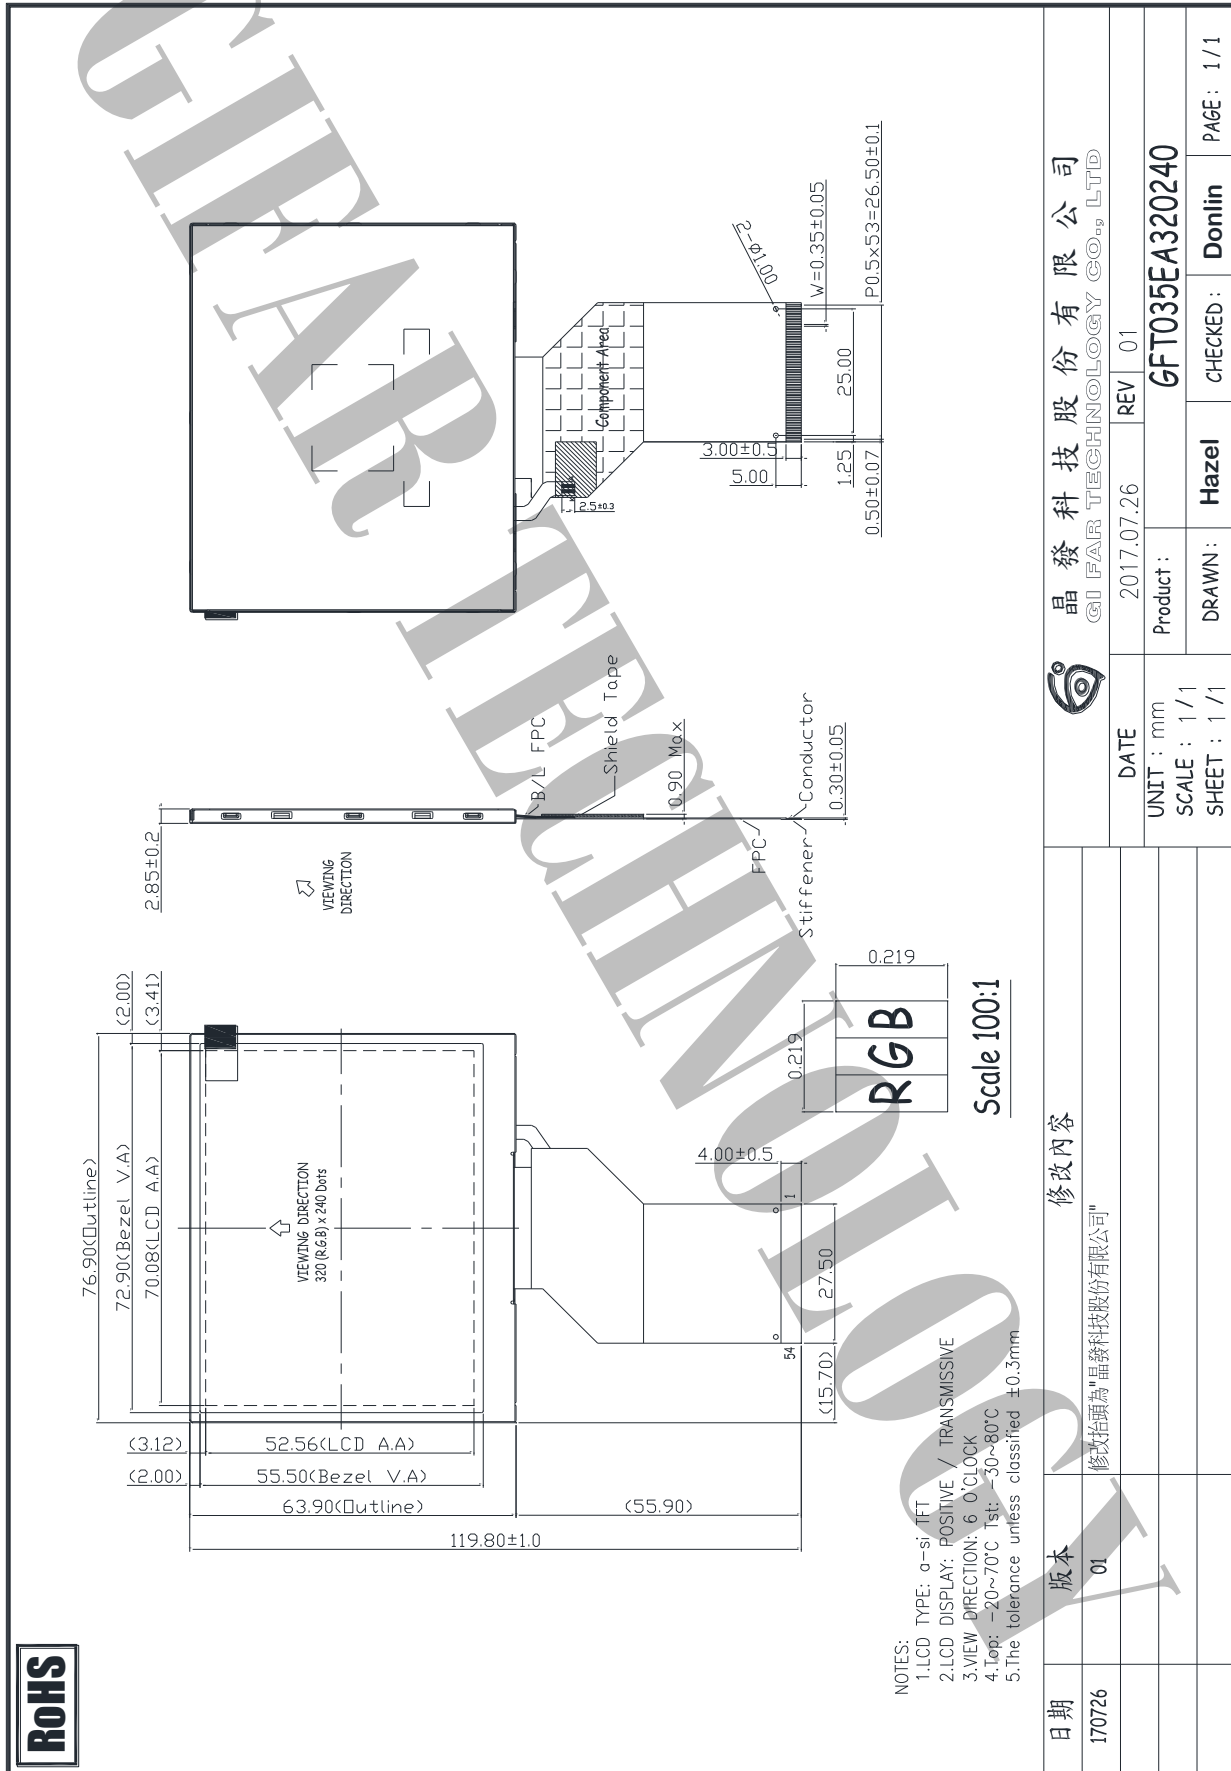 RoHS
76.90(Outline)
72.90(Bezel V.A)
70.08(LCD A.A)
(2.00)
(3.41)
VIEWING DIRECTION
320 (R.G.B) x 240 Dots
(3.12)
52.56(LCD A.A)
(2.00)
55.50(Bezel V.A)
63.90(Outline)
(55.90)
119.80±1.0
4.00±0.5
1
54
27.50
(15.70)
2.85±0.2
VIEWING
DIRECTION
B/L FPC
Shield Tape
0.90 Max
FPC
Stiffener
Conductor
0.30±0.05
Component Area
2.5±0.3
2-Ø1.00
W=0.35±0.05
P0.5x53=26.50±0.1
25.00
3.00±0.5
5.00
1.25
0.50±0.07
0.219
0.219
R G B
Scale 100:1
NOTES:
1.LCD TYPE: a-si TFT
2.LCD DISPLAY: POSITIVE / TRANSMISSIVE
3.VIEW DIRECTION: 6 O'CLOCK
4.Top: -20~70°C Tst: -30~80°C
5.The tolerance unless classified ±0.3mm
日期
版本
修改內容
170726
01
修改抬頭為"晶發科技股份有限公司"
晶發科技股份有限公司
GI FAR TECHNOLOGY CO., LTD
DATE
2017.07.26
REV
01
UNIT : mm
SCALE : 1/1
SHEET : 1/1
Product :
GFT035EA320240
DRAWN :
Hazel
CHECKED :
Donlin
PAGE : 1/1
GIFAR TECHNOLOGY